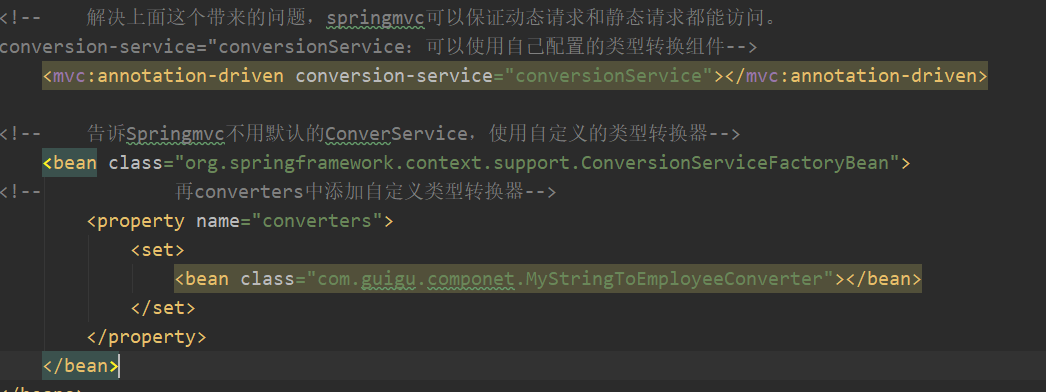 <!--    解决上面这个带来的问题，springmvc可以保证动态请求和静态请求都能访问。
conversion-service="conversionService：可以使用自己配置的类型转换组件-->
<mvc:annotation-driven conversion-service="conversionService"></mvc:annotation-driven>
<!--    告诉Springmvc不用默认的ConverService，使用自定义的类型转换器-->
<bean class="org.springframework.context.support.ConversionServiceFactoryBean">
<!--        再converters中添加自定义类型转换器-->
<property name="converters">
<set>
<bean class="com.guigu.componet.MyStringToEmployeeConverter"></bean>
</set>
</property>
</bean>
</beans>